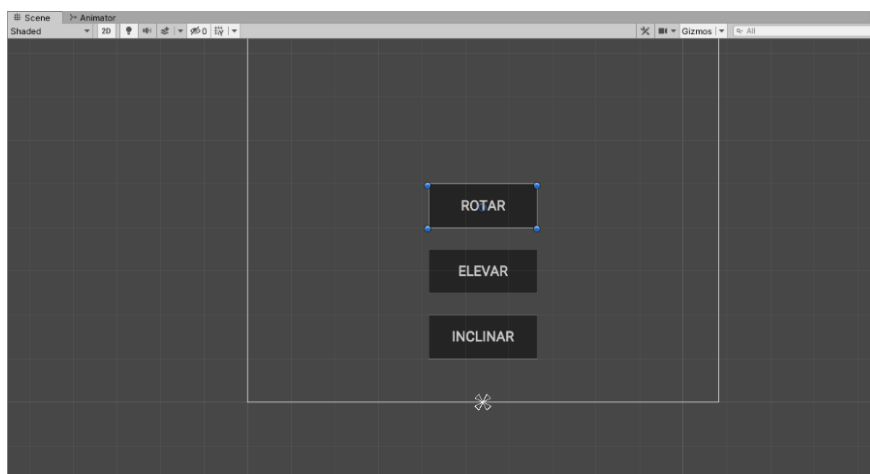 Scene Animator
Shaded 2D 0 Gizmos All
ROTAR
ELEVAR
INCLINAR